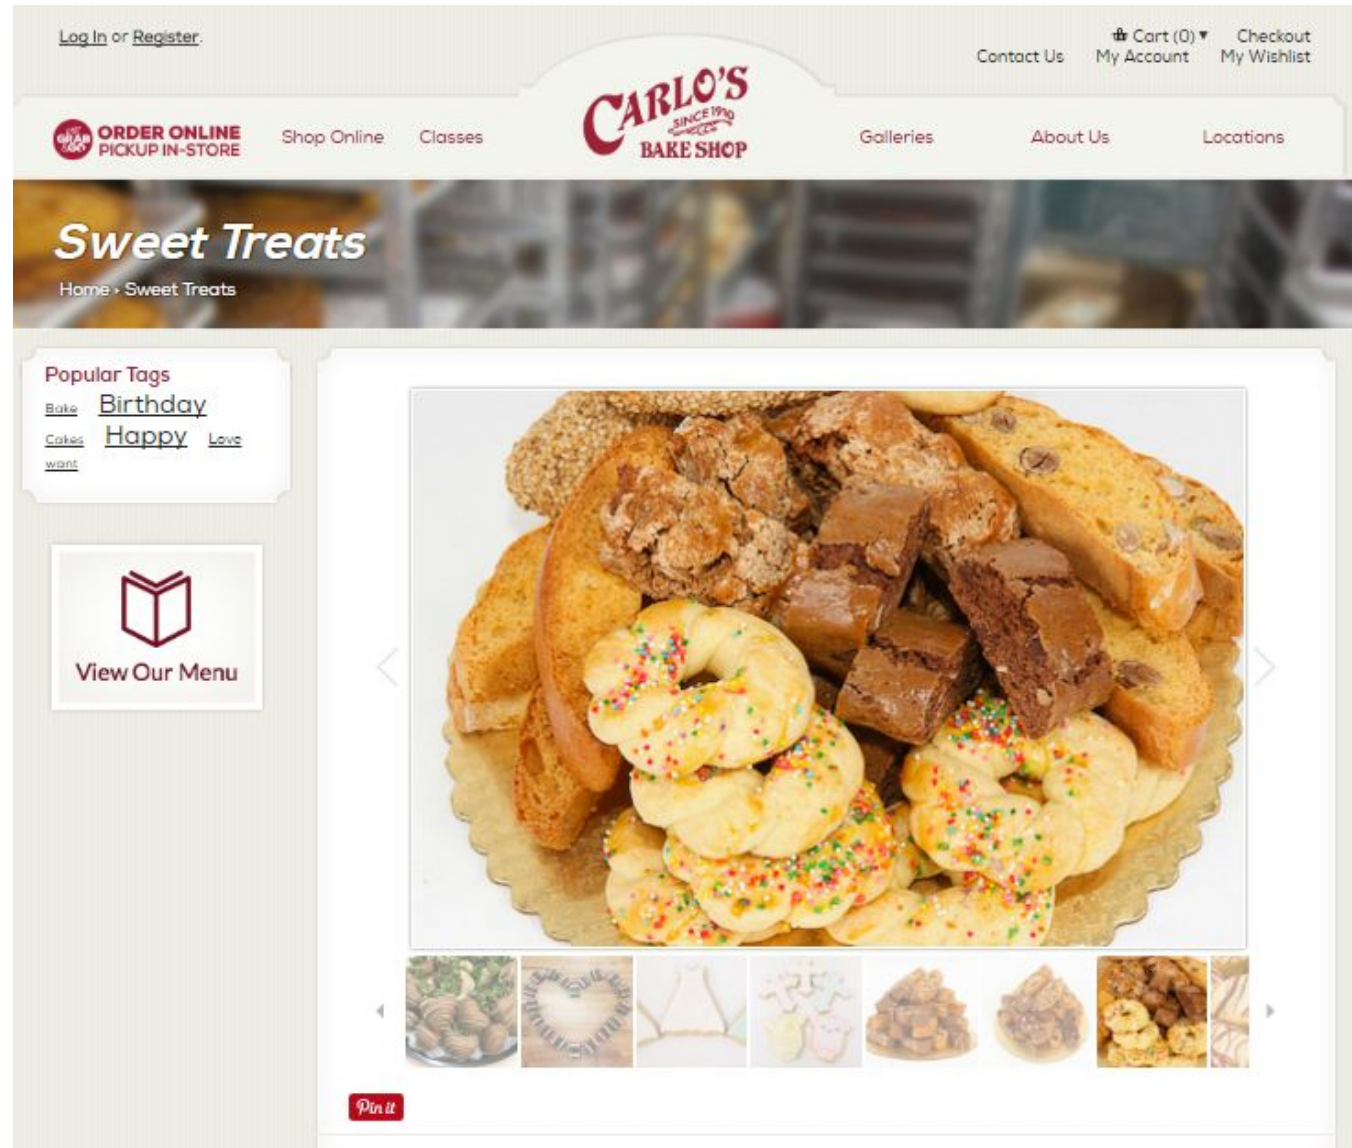 Log In or Register.
Cart (0) ▼ Checkout
Contact Us My Account My Wishlist
GRAB
&GO
ORDER ONLINE
PICKUP IN-STORE
Shop Online Classes
CARLO'S
SINCE 1910
BAKE SHOP
Galleries About Us Locations
Sweet Treats
Home › Sweet Treats
Popular Tags
Bake Birthday
Cakes Happy Love
want
View Our Menu
Pin it